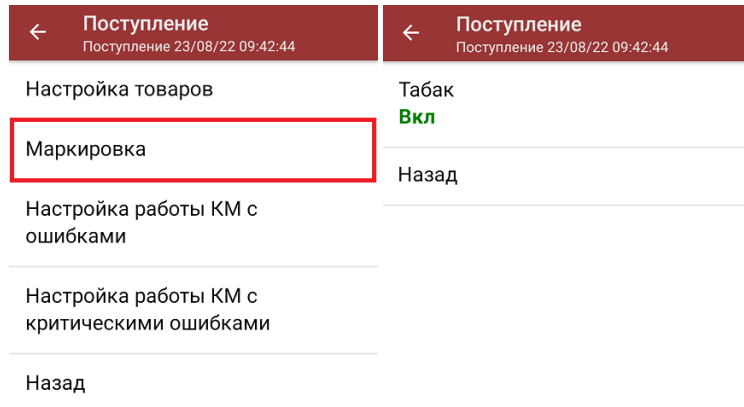 Поступление
Поступление 23/08/22 09:42:44
Настройка товаров
Маркировка
Настройка работы КМ с
ошибками
Настройка работы КМ с
критическими ошибками
Назад
Поступление
Поступление 23/08/22 09:42:44
Табак
Вкл
Назад